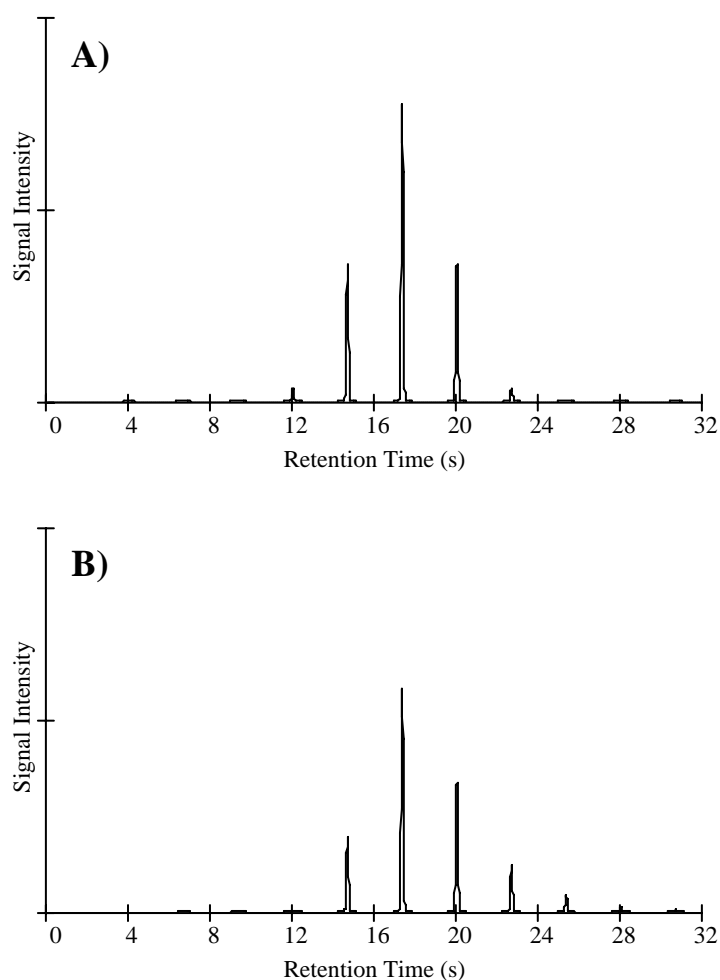 A)
Signal Intensity
0 4 8 12 16 20 24 28 32
Retention Time (s)
B)
Signal Intensity
0 4 8 12 16 20 24 28 32
Retention Time (s)